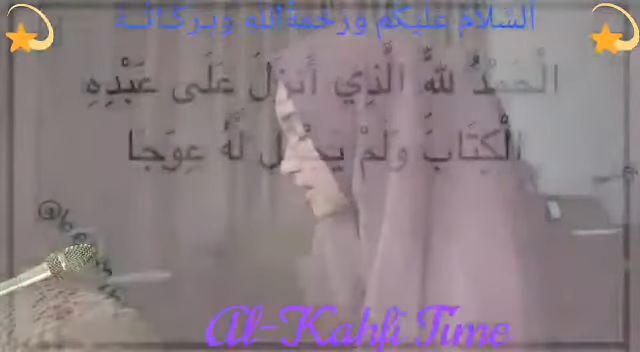 السلام عليكم ورحمة الله وبركاته
الْحَمْدُ لِلَّهِ الَّذِي أَنزَلَ عَلَى عَبْدِهِ
الْكِتَابَ وَلَمْ يَجْعَل لَّهُ عِوَجَا
Al-Kahfi Time